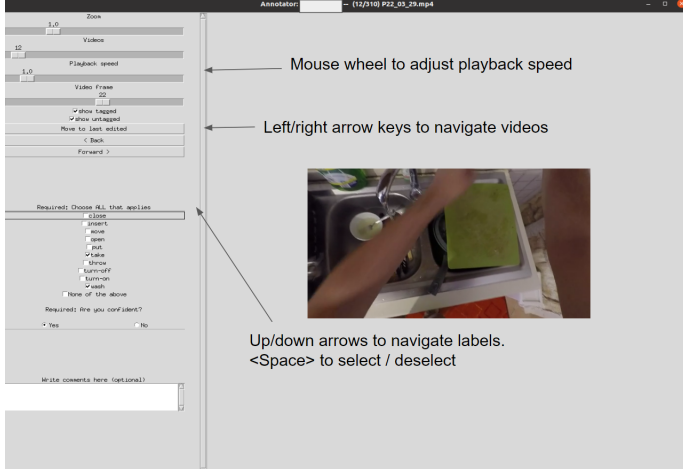 Annotator: -- (12/310) P22_03_29.mp4
Zoom
1.0
Videos
12
Playback speed
1.0
Video frame
22
show tagged
show untagged
Move to last edited
< Back
Forward >
Mouse wheel to adjust playback speed
Left/right arrow keys to navigate videos
Required: Choose ALL that applies
close
insert
move
open
put
take
throw
turn-off
turn-on
wash
None of the above
Required: Are you confident?
Yes No
Up/down arrows to navigate labels.
<Space> to select / deselect
Write comments here (optional)